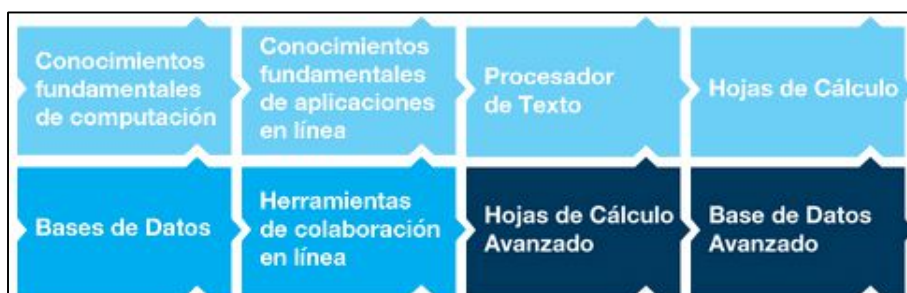 Conocimientos
fundamentales
de computación
Conocimientos
fundamentales
de aplicaciones
en línea
Procesador
de Texto
Hojas de Cálculo
Bases de Datos
Herramientas
de colaboración
en línea
Hojas de Cálculo
Avanzado
Base de Datos
Avanzado